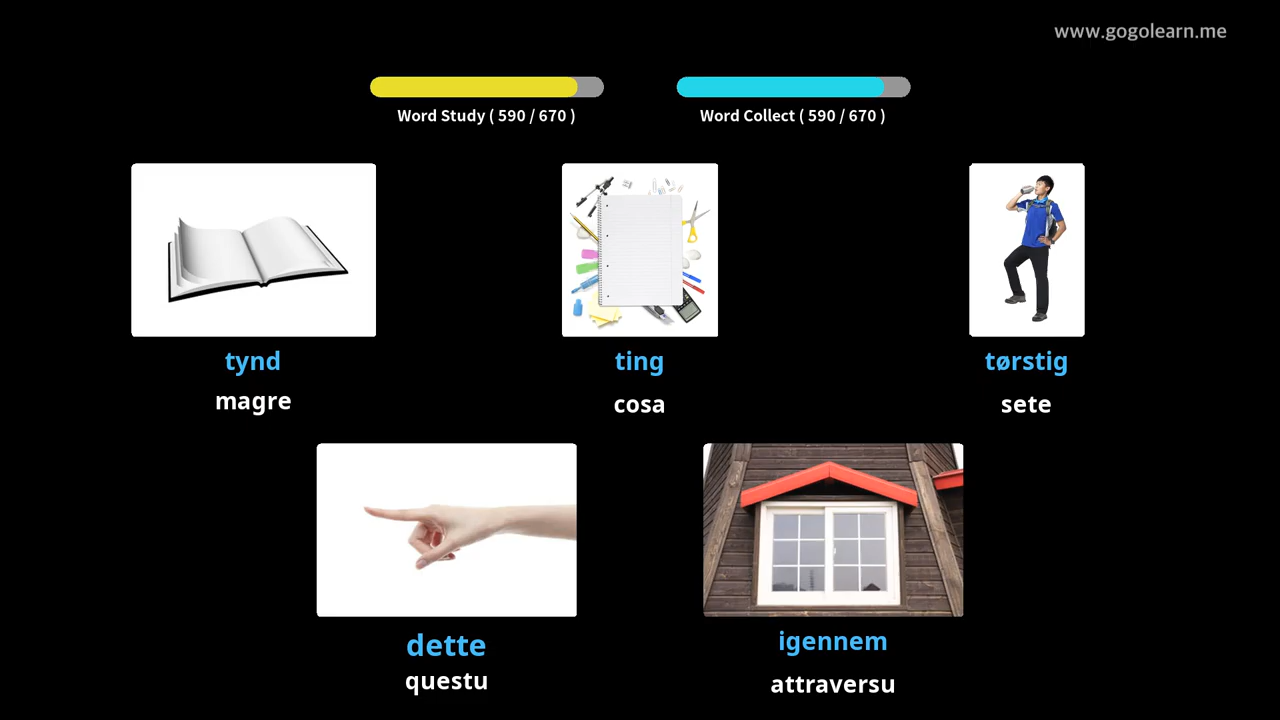 www.gogolearn.me
Word Study ( 590 / 670 )
Word Collect ( 590 / 670 )
tynd
magre
ting
cosa
tørstig
sete
dette
questu
igennem
attraversu